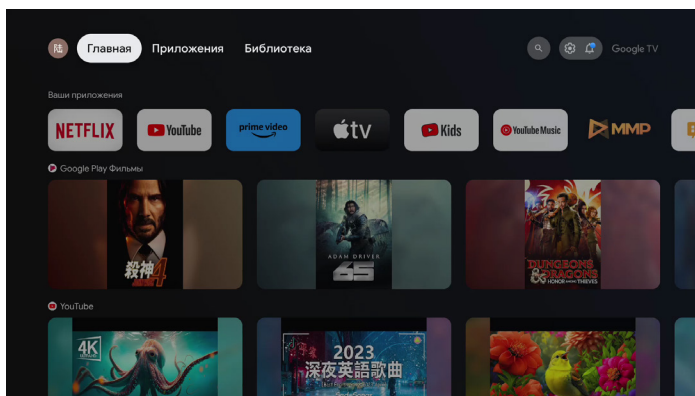 陆
Главная Приложения Библиотека Google TV
Ваши приложения
NETFLIX YouTube prime video tv Kids YouTube Music MMP
Google Play Фильмы
殺神4 ADAM DRIVER 65 DUNGEONS & DRAGONS HONOR AMONG THIEVES
YouTube
4K
2023
深夜英語歌曲